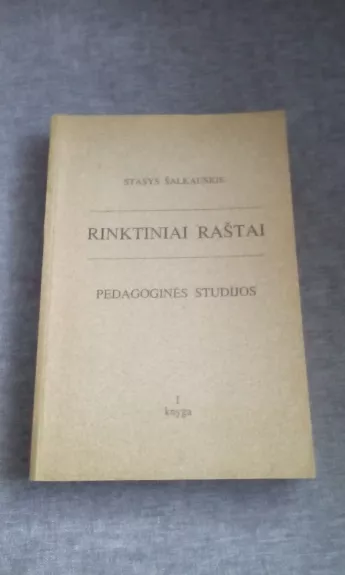 STASYS ŠALKAUSKIS
RINKTINIAI RAŠTAI
PEDAGOGINĖS STUDIJOS
I
knyga